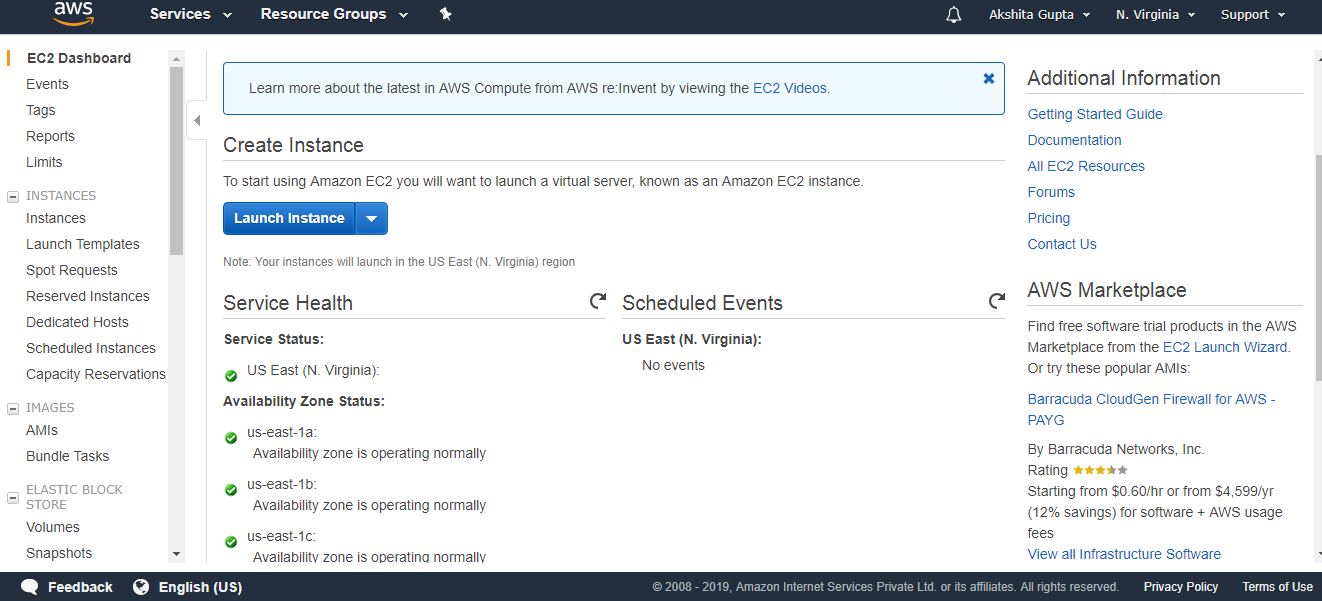 aws
Services
Resource Groups
Akshita Gupta
N. Virginia
Support
EC2 Dashboard
Events
Tags
Reports
Limits
INSTANCES
Instances
Launch Templates
Spot Requests
Reserved Instances
Dedicated Hosts
Scheduled Instances
Capacity Reservations
IMAGES
AMIs
Bundle Tasks
ELASTIC BLOCK
STORE
Volumes
Snapshots
Learn more about the latest in AWS Compute from AWS re:Invent by viewing the EC2 Videos.
Create Instance
To start using Amazon EC2 you will want to launch a virtual server, known as an Amazon EC2 instance.
Launch Instance
Note: Your instances will launch in the US East (N. Virginia) region
Service Health
Service Status:
US East (N. Virginia):
Availability Zone Status:
us-east-1a:
Availability zone is operating normally
us-east-1b:
Availability zone is operating normally
us-east-1c:
Availability zone is operating normally
Scheduled Events
US East (N. Virginia):
No events
Additional Information
Getting Started Guide
Documentation
All EC2 Resources
Forums
Pricing
Contact Us
AWS Marketplace
Find free software trial products in the AWS
Marketplace from the EC2 Launch Wizard.
Or try these popular AMIs:
Barracuda CloudGen Firewall for AWS -
PAYG
By Barracuda Networks, Inc.
Rating
Starting from $0.60/hr or from $4,599/yr
(12% savings) for software + AWS usage
fees
View all Infrastructure Software
Feedback
English (US)
© 2008 - 2019, Amazon Internet Services Private Ltd. or its affiliates. All rights reserved.
Privacy Policy
Terms of Use